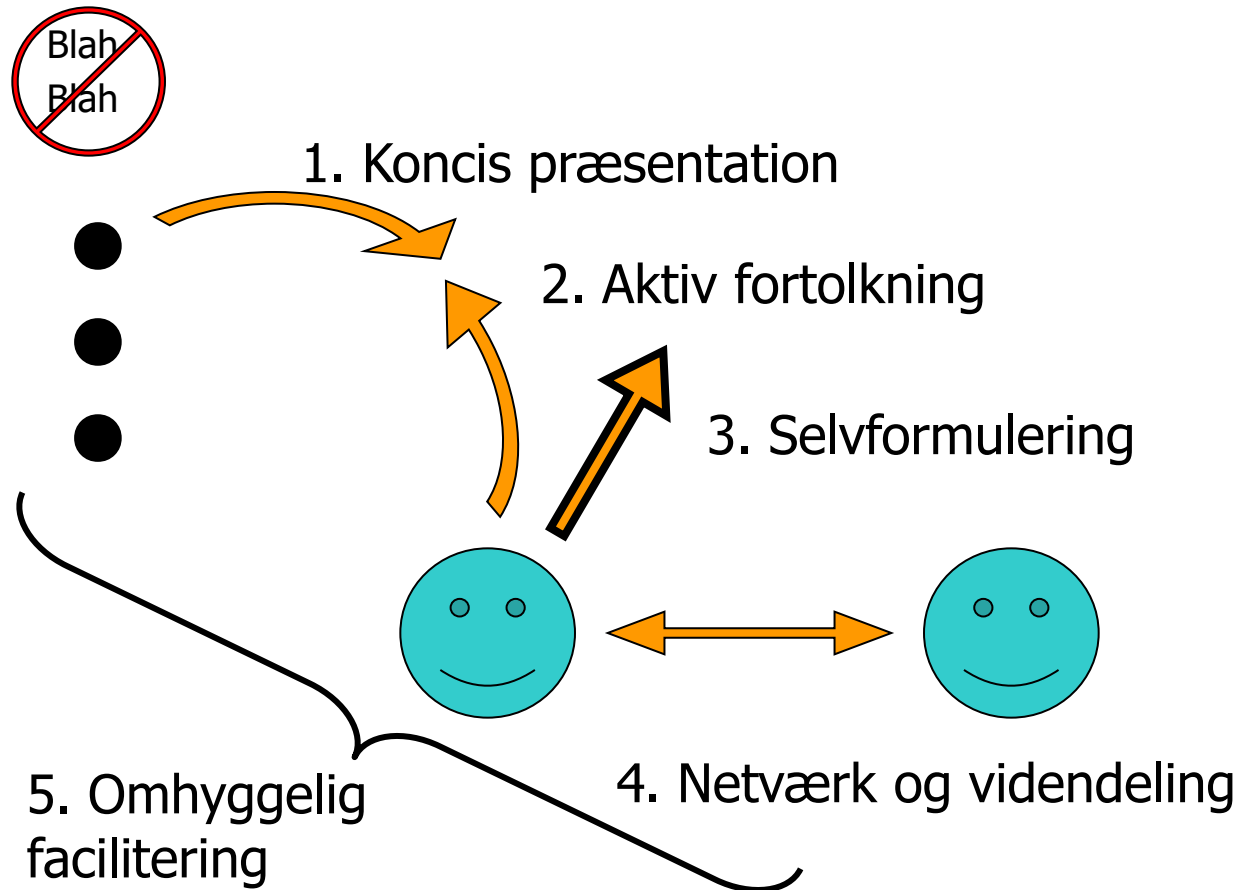 Blah
Blah
1. Koncis præsentation
2. Aktiv fortolkning
3. Selvformulering
4. Netværk og videndeling
5. Omhyggelig
facilitering